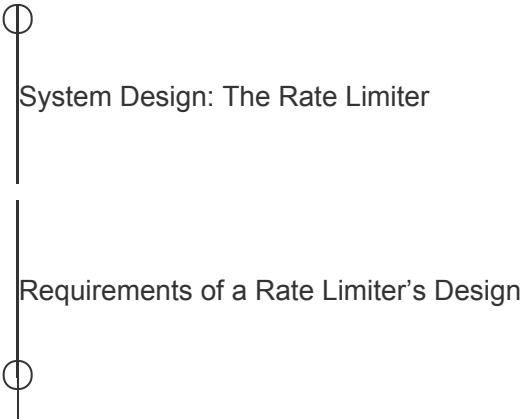 System Design: The Rate Limiter
Requirements of a Rate Limiter’s Design